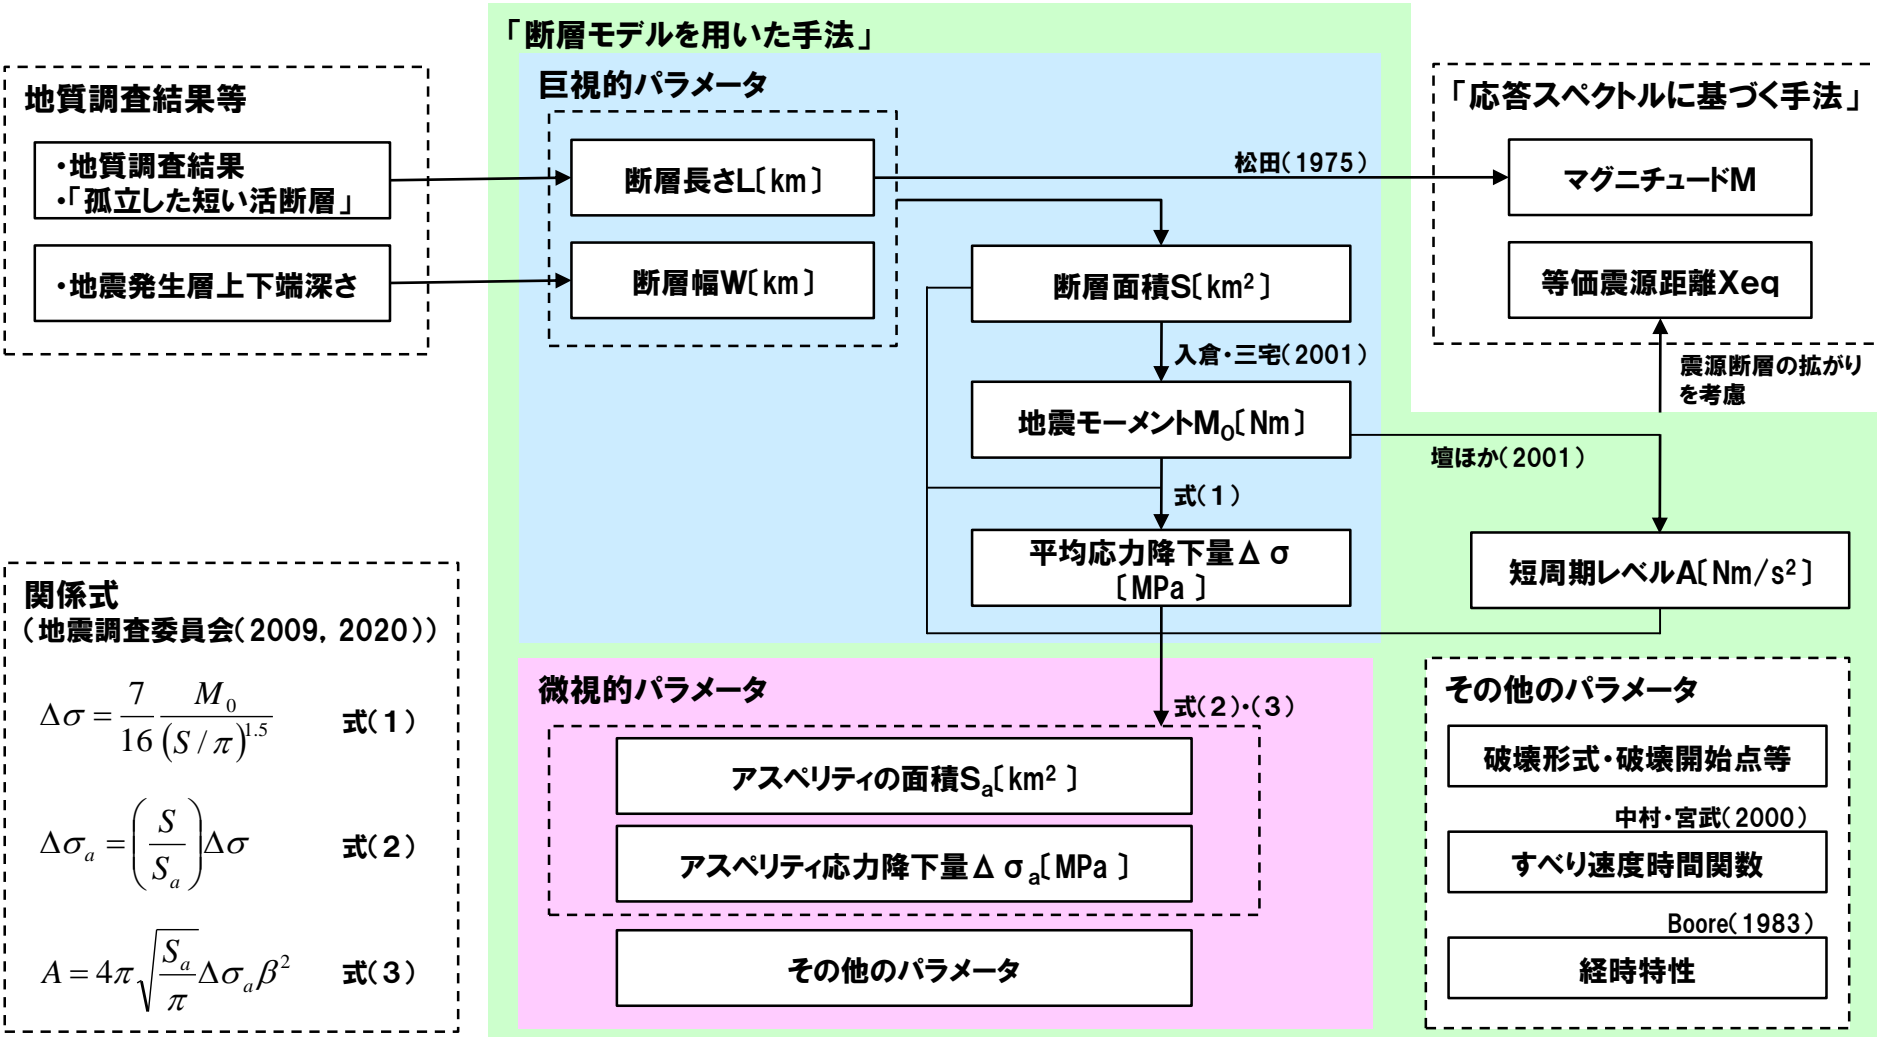 「断層モデルを用いた手法」
地質調査結果等
・地質調査結果
・「孤立した短い活断層」
・地震発生層上下端深さ
巨視的パラメータ
断層長さL〔km〕
断層幅W〔km〕
松田(1975)
「応答スペクトルに基づく手法」
マグニチュードM
等価震源距離Xeq
震源断層の拡がり
を考慮
断層面積S〔km²〕
入倉・三宅(2001)
地震モーメントM₀〔Nm〕
壇ほか(2001)
式(1)
平均応力降下量Δσ
〔MPa〕
短周期レベルA〔Nm/s²〕
関係式
(地震調査委員会(2009, 2020))
Δσ = 7/16 M₀/(S/π)^1.5 式(1)
Δσ_a = (S/S_a)Δσ 式(2)
A = 4π√(S_a/π)Δσ_aβ² 式(3)
微視的パラメータ
式(2)・(3)
アスペリティの面積Sₐ〔km²〕
アスペリティ応力降下量Δσₐ〔MPa〕
その他のパラメータ
その他のパラメータ
破壊形式・破壊開始点等
中村・宮武(2000)
すべり速度時間関数
Boore(1983)
経時特性